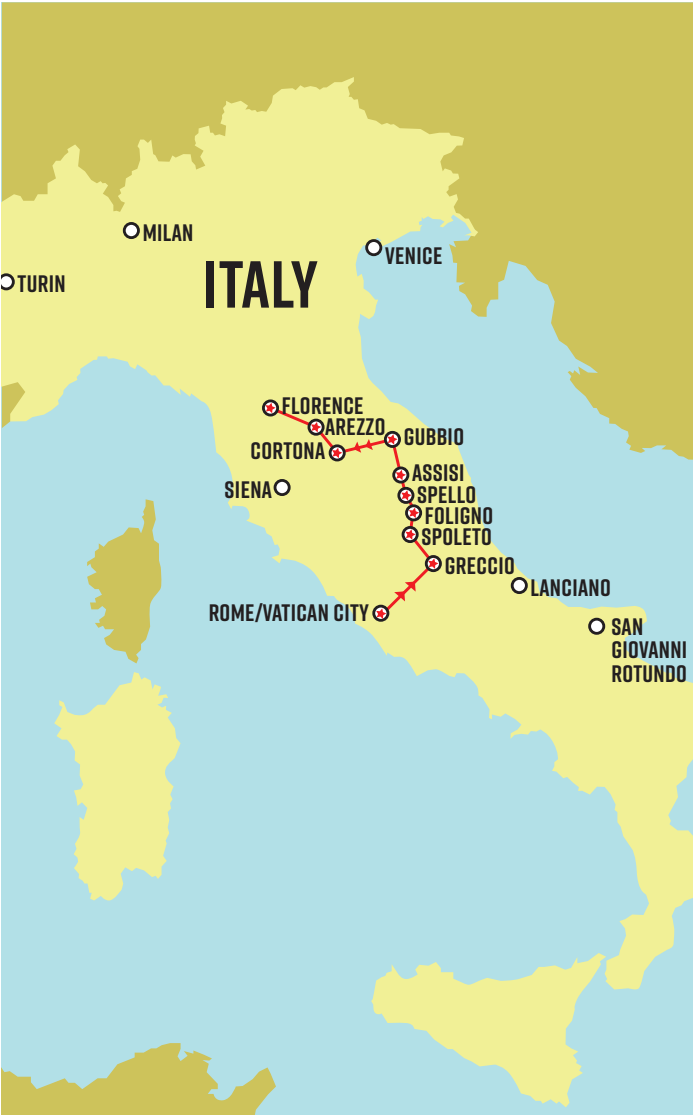 MILAN
VENICE
ITALY
TURIN
FLORENCE
AREZZO
GUBBIO
CORTONA
ASSISI
SIENA
SPELLO
FOLIGNO
SPOLETO
GRECCIO
LANCIANO
ROME/VATICAN CITY
SAN
GIOVANNI
ROTUNDO